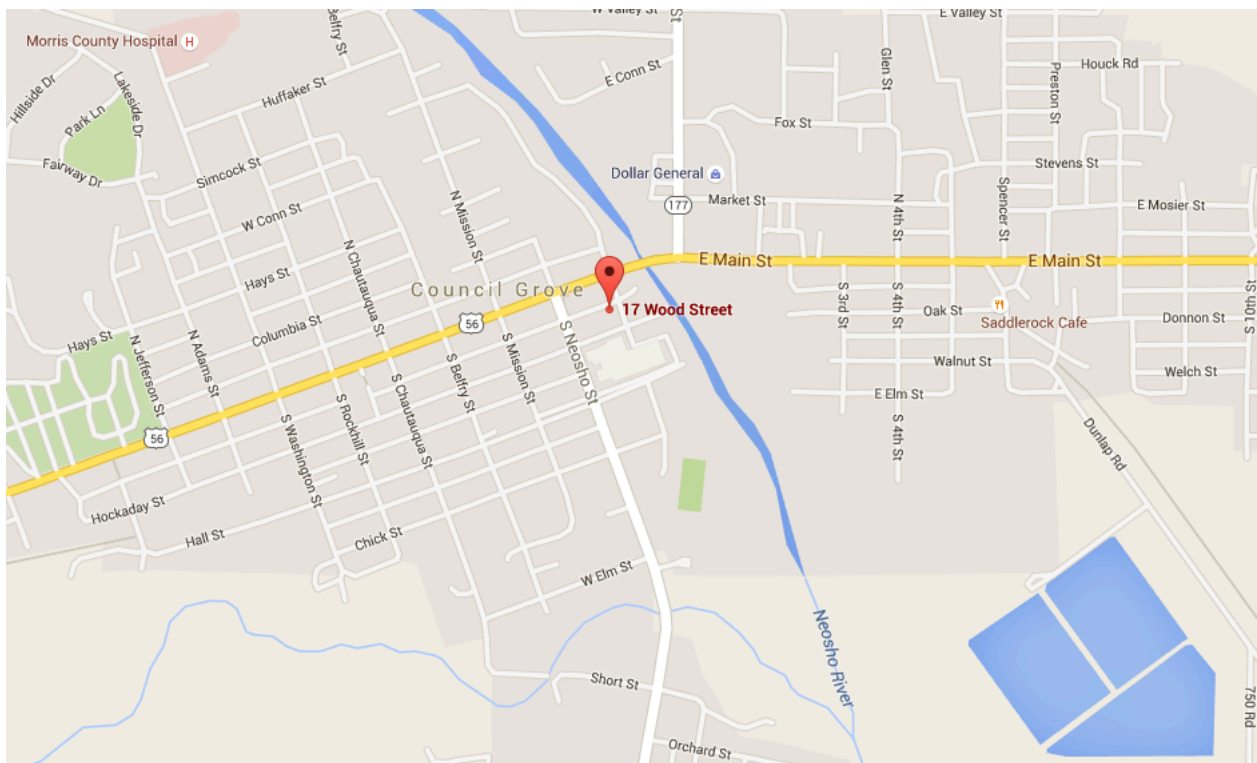 W Valley St
St
E Valley St
Morris County Hospital H
Belfry St
E Conn St
Glen St
Preston St
Houck Rd
Hillside Dr
Lakeside Dr
Park Ln
Huffaker St
Fox St
Fairway Dr
Simcock St
Stevens St
Dollar General
N Mission St
Spencer St
W Conn St
177
Market St
N 4th St
E Mosier St
N Chautauqua St
E Main St
E Main St
Hays St
Council Grove
S 10th St
17 Wood Street
Columbia St
56
S 3rd St
S 4th St
Oak St
Saddlerock Cafe
Donnon St
Hays St
N Jefferson St
N Adams St
S Mission St
S Neosho St
Walnut St
Welch St
S Belfry St
E Elm St
S Chautauqua St
S Rockhill St
S Washington St
56
S 4th St
Dunlap Rd
Hockaday St
Hall St
Chick St
W Elm St
Neosho River
Short St
750 Rd
Orchard St